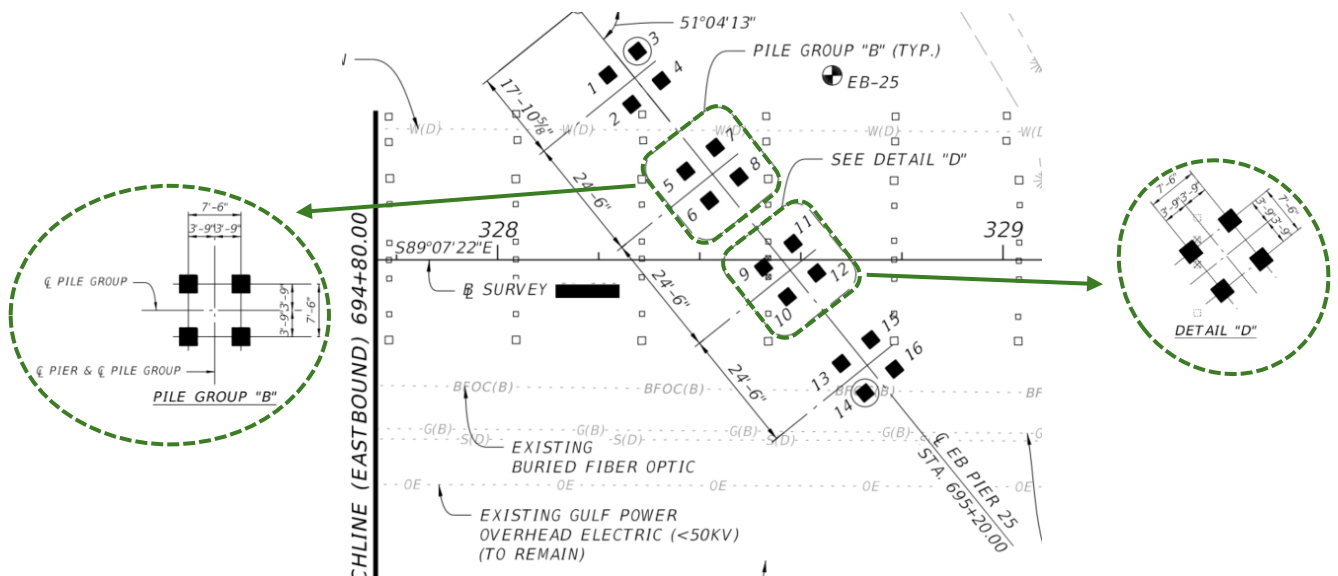 51°04'13"
3
1
4
2
PILE GROUP "B" (TYP.)
EB-25
17'-10⅝"
W(D)
W(D)
W(D)
W(D)
7
5
8
6
SEE DETAIL "D"
24'-6"
7'-6"
3'-9"
3'-9"
℄ PILE GROUP
3'-9"
3'-9"
7'-6"
℄ PIER & ℄ PILE GROUP
PILE GROUP "B"
7'-6"
3'-9"
3'-9"
7'-6"
3'-9"
3'-9"
DETAIL "D"
328
329
S89°07'22"E
11
9
12
10
24'-6"
BL SURVEY
CHLINE (EASTBOUND) 694+80.00
15
13
16
14
24'-6"
BFOC(B)
BFOC(B)
BFOC(B)
BF
G(B)
G(B)
G(B)
G(B)
G
S(D)
S(D)
S(D)
EXISTING
BURIED FIBER OPTIC
OE
OE
OE
OE
OE
EXISTING GULF POWER
OVERHEAD ELECTRIC (<50KV)
(TO REMAIN)
℄ EB PIER 25
STA. 695+20.00